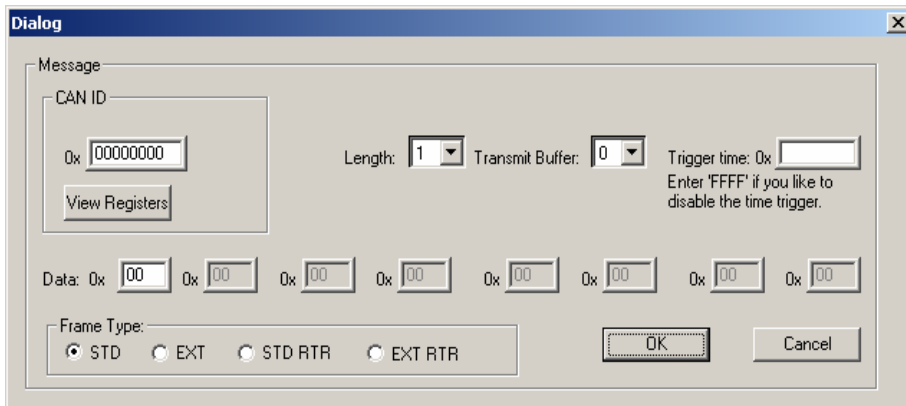 Dialog
Message
CAN ID
0x 00000000
View Registers
Length: 1 Transmit Buffer: 0 Trigger time: 0x
Enter 'FFFF' if you like to
disable the time trigger.
Data: 0x 00 0x 00 0x 00 0x 00 0x 00 0x 00 0x 00 0x 00
Frame Type:
STD EXT STD RTR EXT RTR
OK Cancel